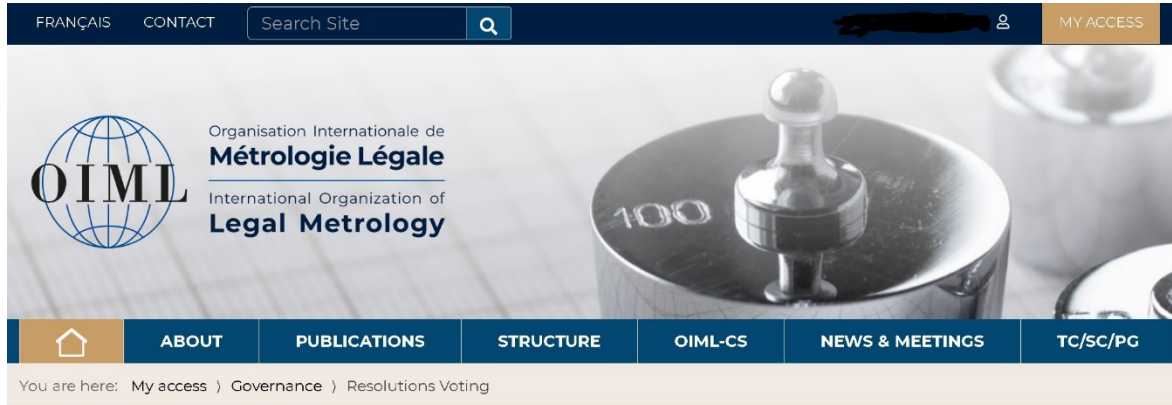 FRANÇAIS CONTACT Search Site MY ACCESS
OIML
Organisation Internationale de
Métrologie Légale
International Organization of
Legal Metrology
100
ABOUT PUBLICATIONS STRUCTURE OIML-CS NEWS & MEETINGS TC/SC/PG
You are here: My access ⟩ Governance ⟩ Resolutions Voting